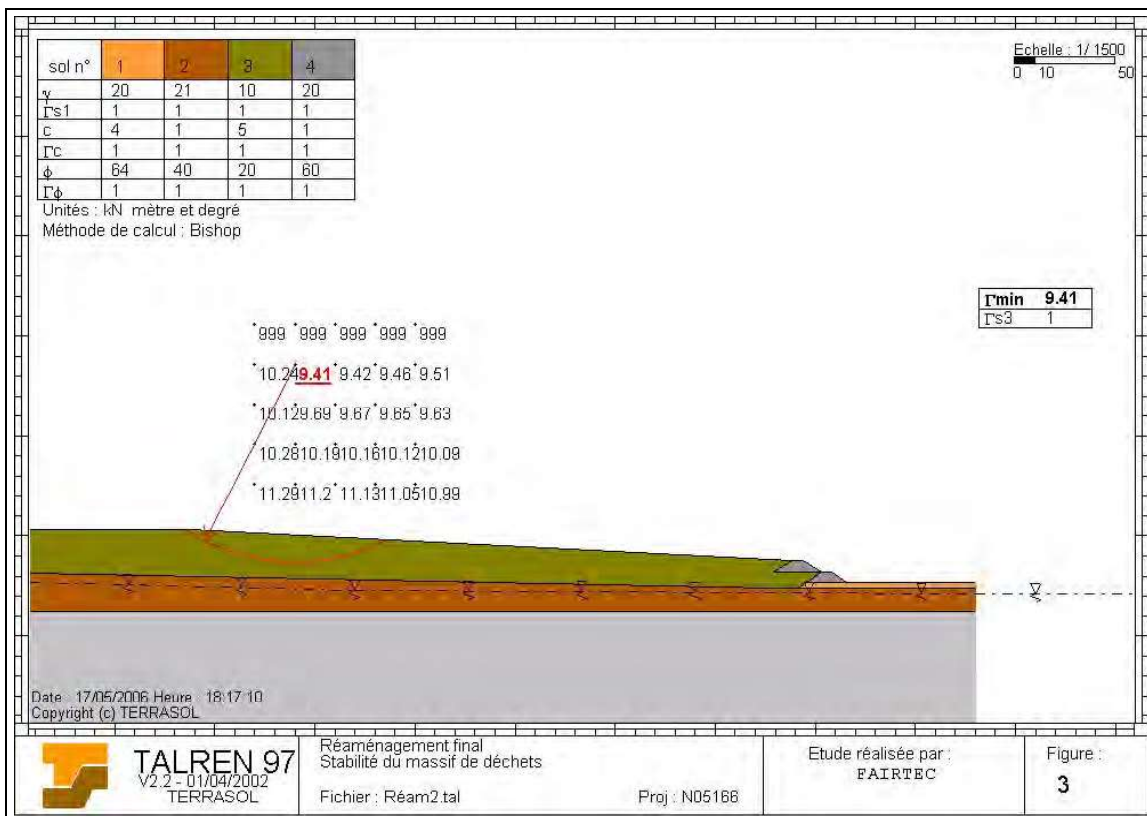 sol n° 1 2 3 4
γ 20 21 10 20
Γs1 1 1 1 1
c 4 1 5 1
Γc 1 1 1 1
ϕ 64 40 20 60
Γϕ 1 1 1 1
Unités : kN mètre et degré
Méthode de calcul : Bishop
Echelle : 1/ 1500
0 10 50
Γmin 9.41
Γs3 1
999 999 999 999 999
10.24 9.41 9.42 9.46 9.51
10.12 9.69 9.67 9.65 9.63
10.28 10.19 10.16 10.12 10.09
11.29 11.2 11.13 11.05 10.99
Date : 17/05/2006 Heure : 18:17:10
Copyright (c) TERRASOL
TALREN 97
V2.2 - 01/04/2002
TERRASOL
Réaménagement final
Stabilité du massif de déchets
Fichier : Réam2.tal Proj : N05166
Etude réalisée par :
FAIRTEC
Figure :
3